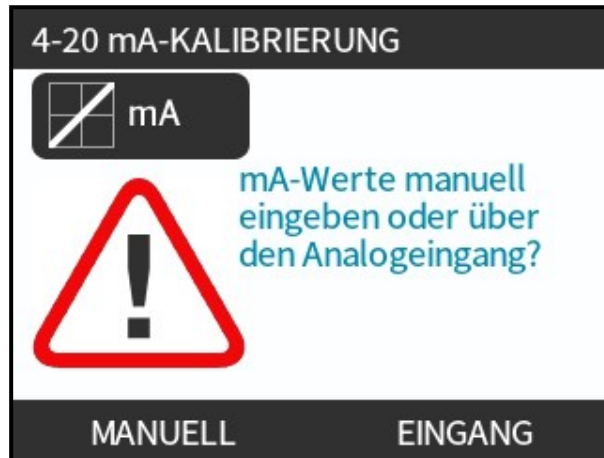 4-20 mA-KALIBRIERUNG
mA
mA-Werte manuell
eingeben oder über
den Analogeingang?
!
MANUELL EINGANG